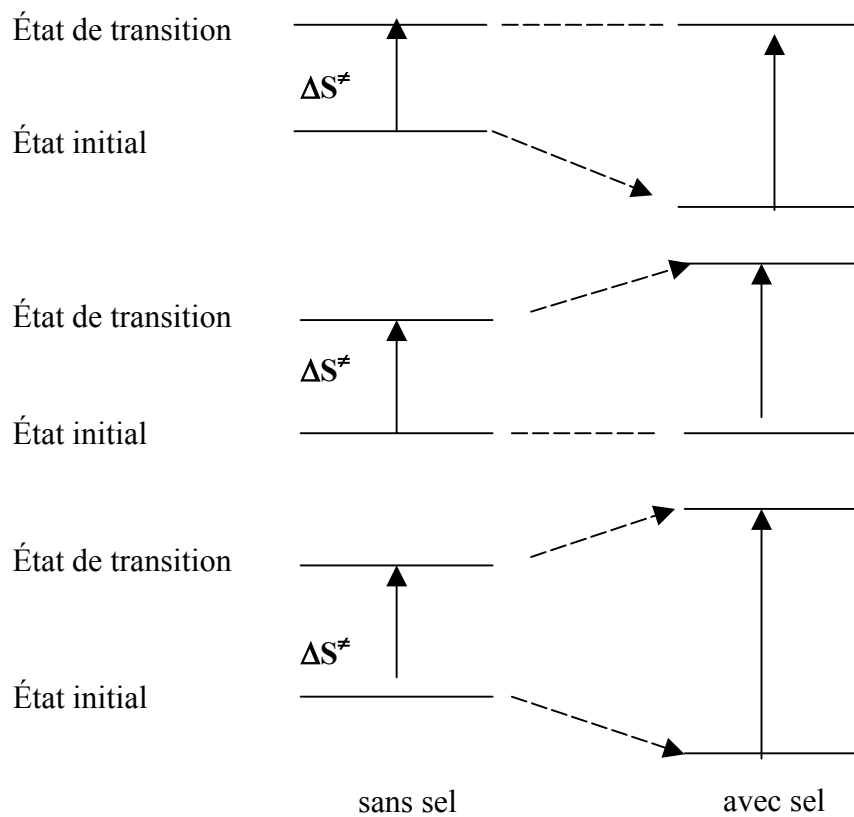 État de transition
ΔS≠
État initial
État de transition
ΔS≠
État initial
État de transition
ΔS≠
État initial
sans sel avec sel